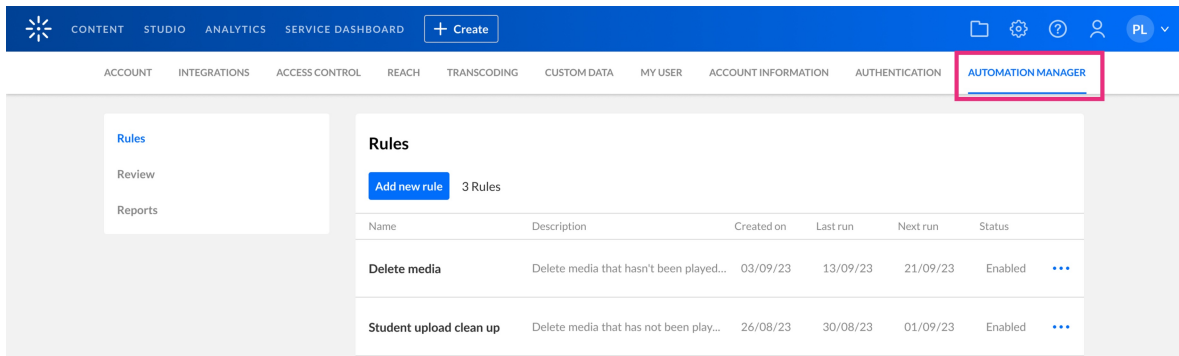 CONTENT STUDIO ANALYTICS SERVICE DASHBOARD + Create PL
ACCOUNT INTEGRATIONS ACCESS CONTROL REACH TRANSCODING CUSTOM DATA MY USER ACCOUNT INFORMATION AUTHENTICATION AUTOMATION MANAGER
Rules
Review
Reports
Rules
Add new rule 3 Rules
Name Description Created on Last run Next run Status
Delete media Delete media that hasn't been played... 03/09/23 13/09/23 21/09/23 Enabled
Student upload clean up Delete media that has not been play... 26/08/23 30/08/23 01/09/23 Enabled